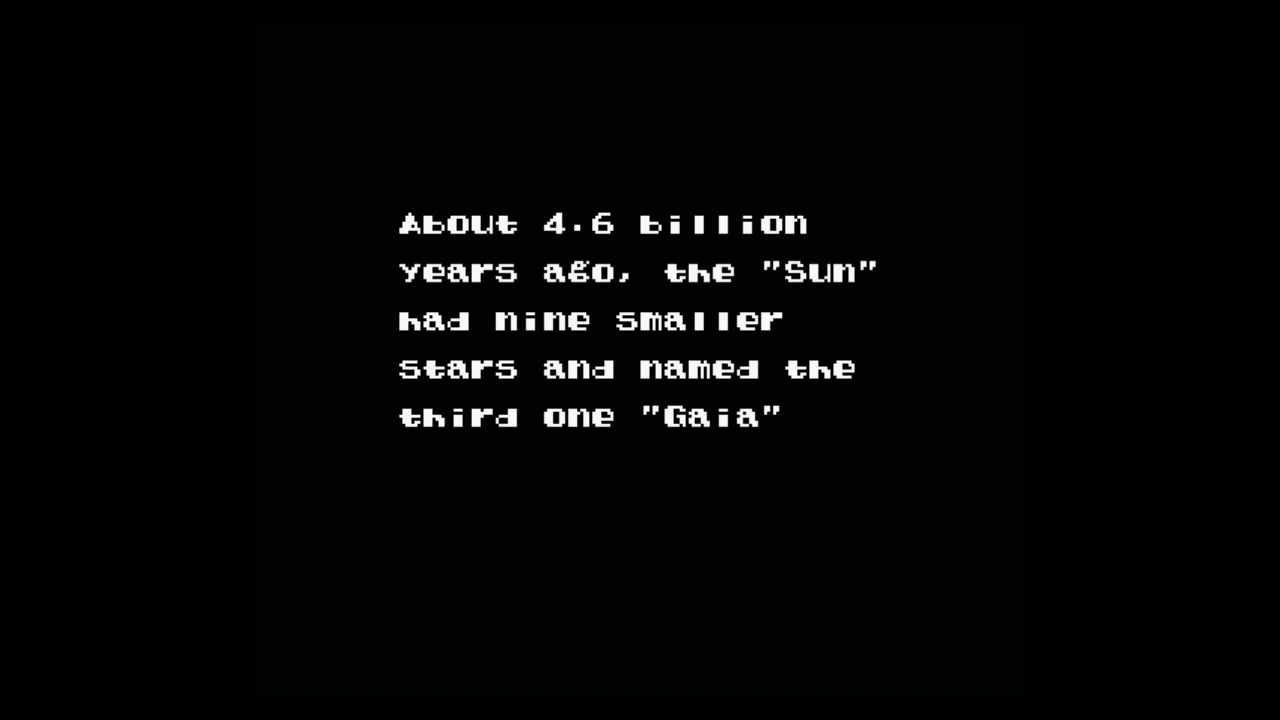 About 4.6 billion
years ago, the "Sun"
had nine smaller
stars and named the
third one "Gaia"